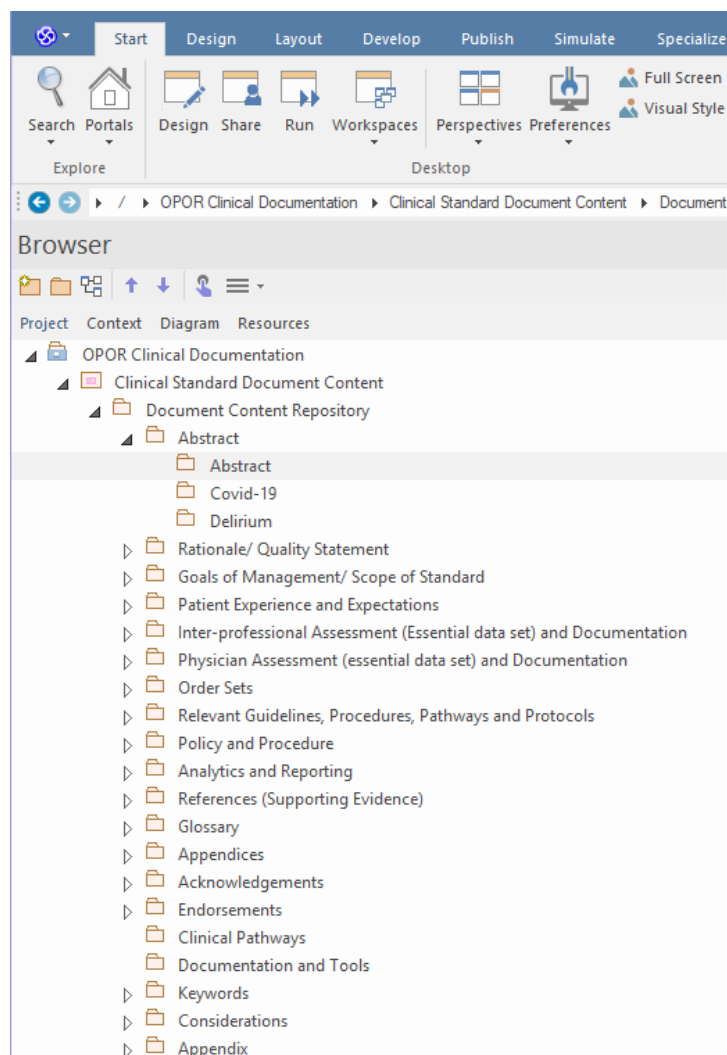 Start Design Layout Develop Publish Simulate Specialize
Search Portals Design Share Run Workspaces Perspectives Preferences Full Screen
Visual Style
Explore Desktop
/ OPOR Clinical Documentation Clinical Standard Document Content Document
Browser
Project Context Diagram Resources
OPOR Clinical Documentation
Clinical Standard Document Content
Document Content Repository
Abstract
Abstract
Covid-19
Delirium
Rationale/ Quality Statement
Goals of Management/ Scope of Standard
Patient Experience and Expectations
Inter-professional Assessment (Essential data set) and Documentation
Physician Assessment (essential data set) and Documentation
Order Sets
Relevant Guidelines, Procedures, Pathways and Protocols
Policy and Procedure
Analytics and Reporting
References (Supporting Evidence)
Glossary
Appendices
Acknowledgements
Endorsements
Clinical Pathways
Documentation and Tools
Keywords
Considerations
Appendix